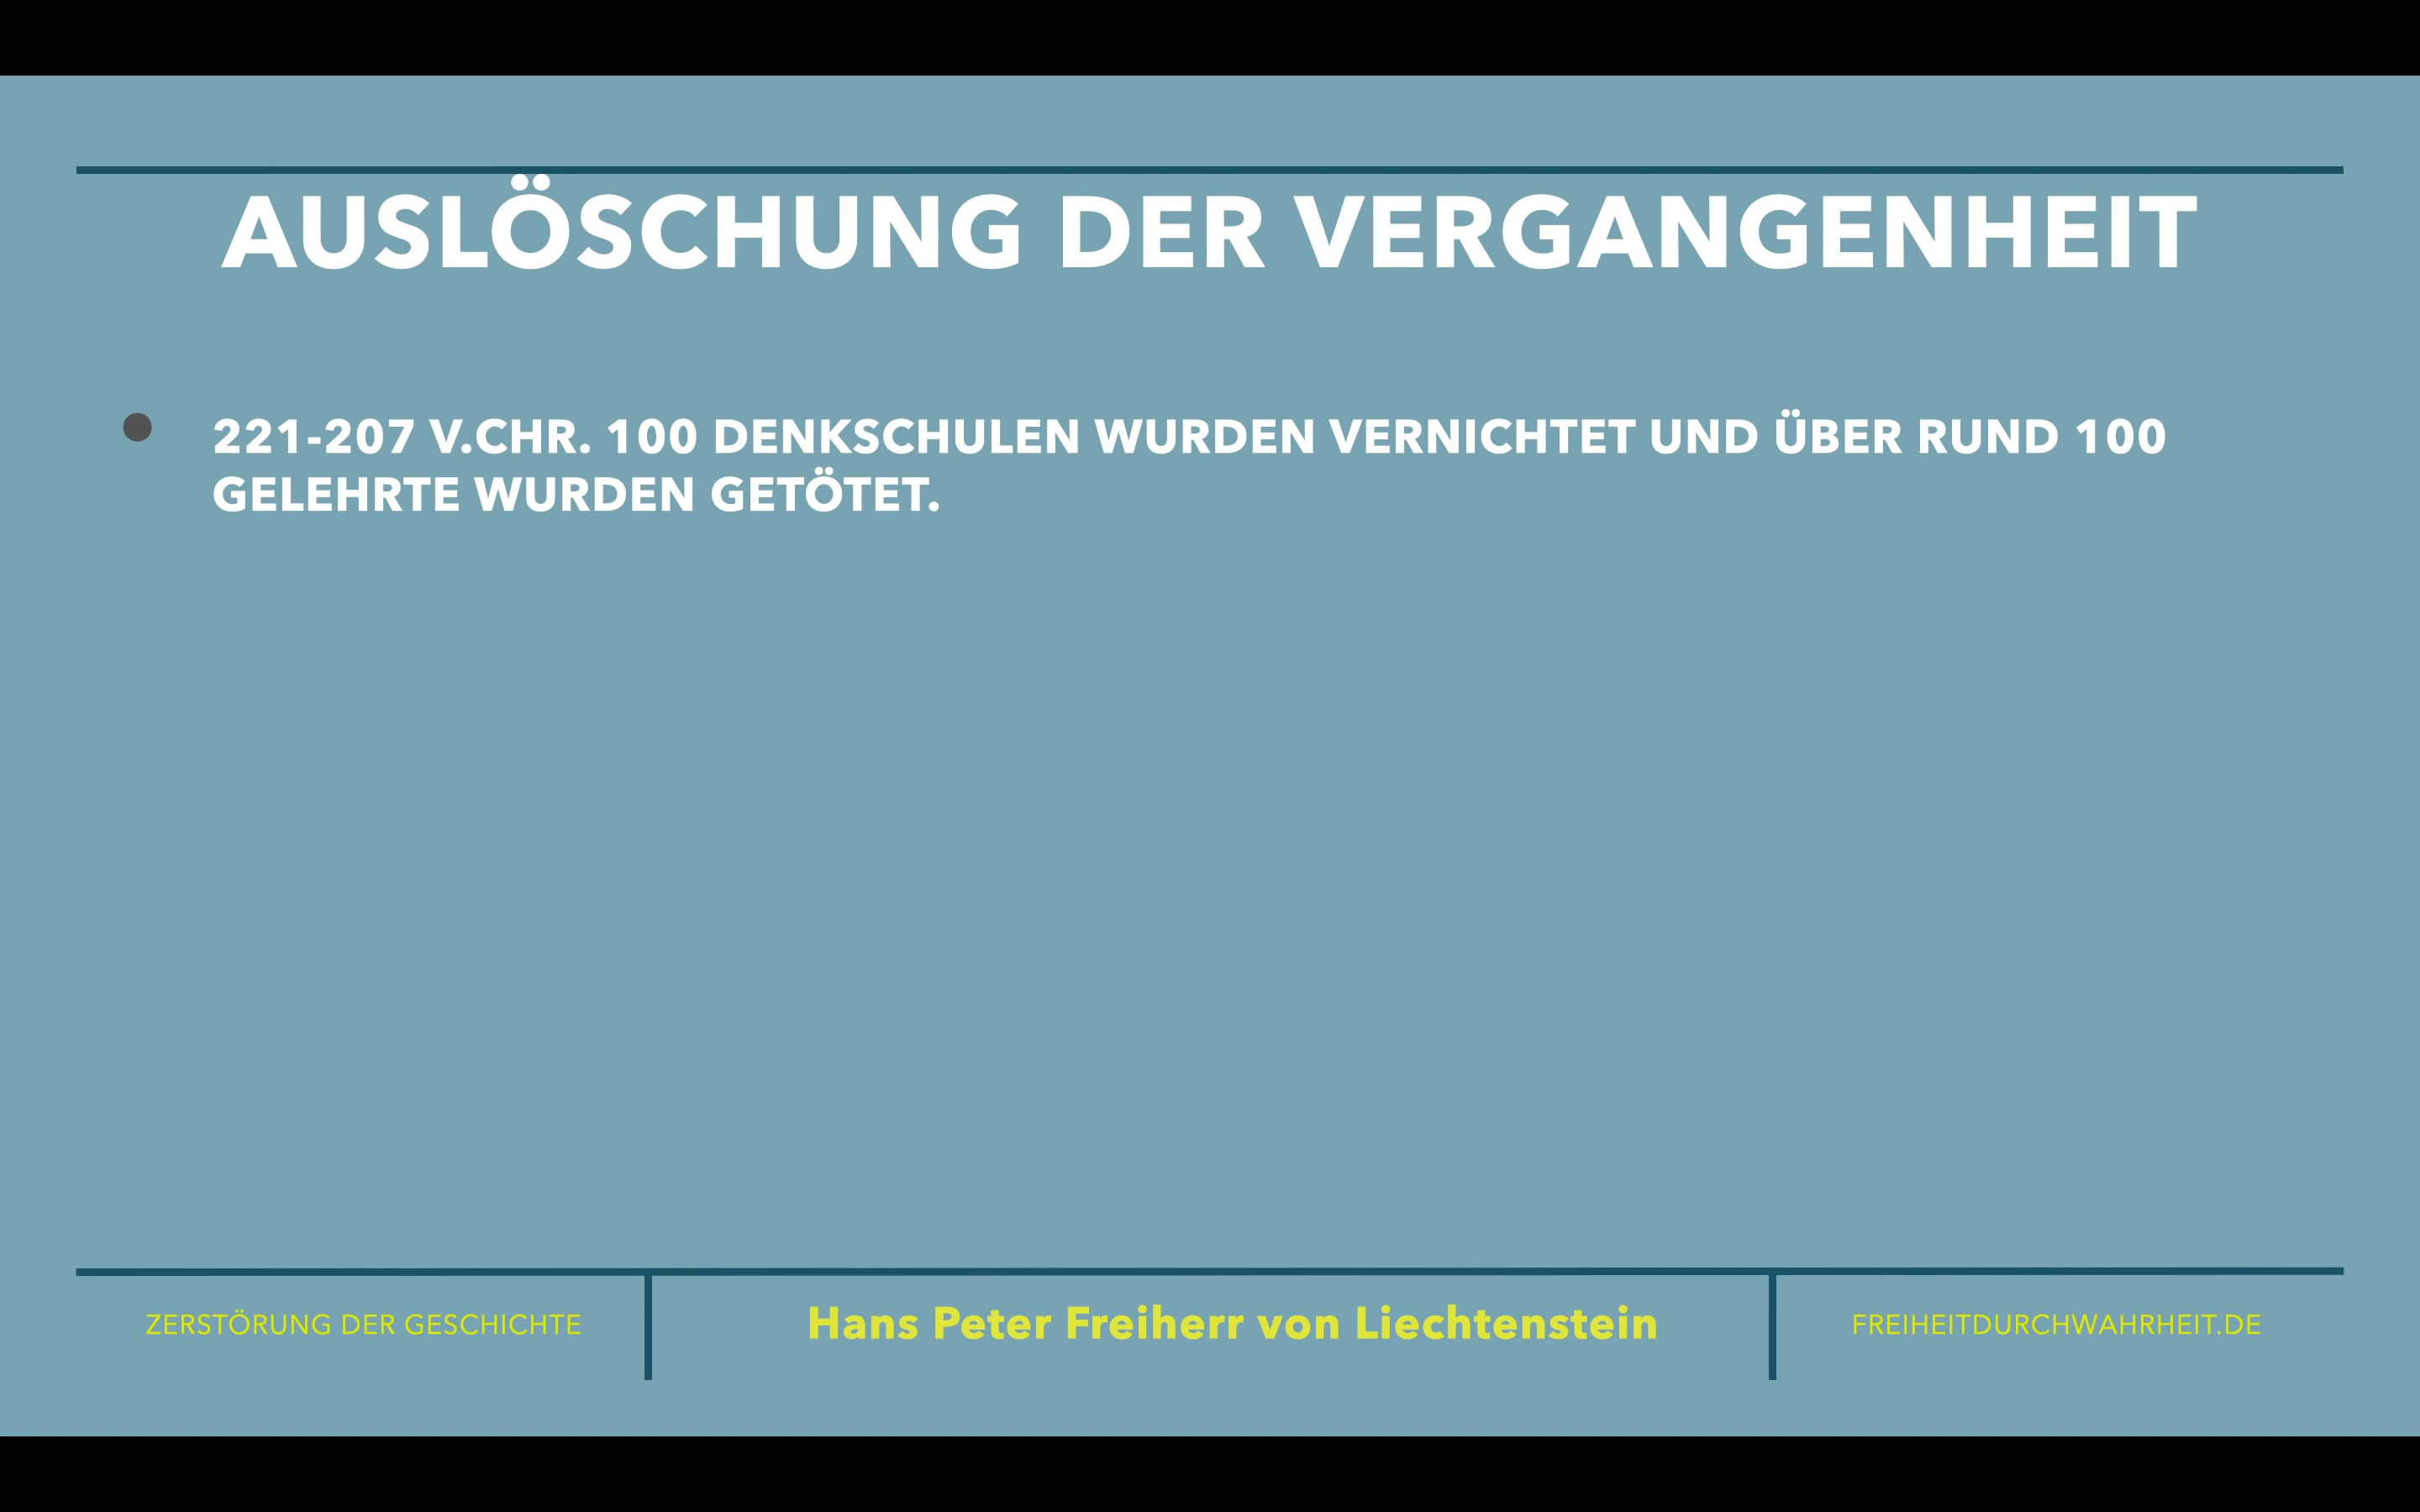 AUSLÖSCHUNG DER VERGANGENHEIT
221-207 V.CHR. 100 DENKSCHULEN WURDEN VERNICHTET UND ÜBER RUND 100
GELEHRTE WURDEN GETÖTET.
ZERSTÖRUNG DER GESCHICHTE
Hans Peter Freiherr von Liechtenstein
FREIHEITDURCHWAHRHEIT.DE